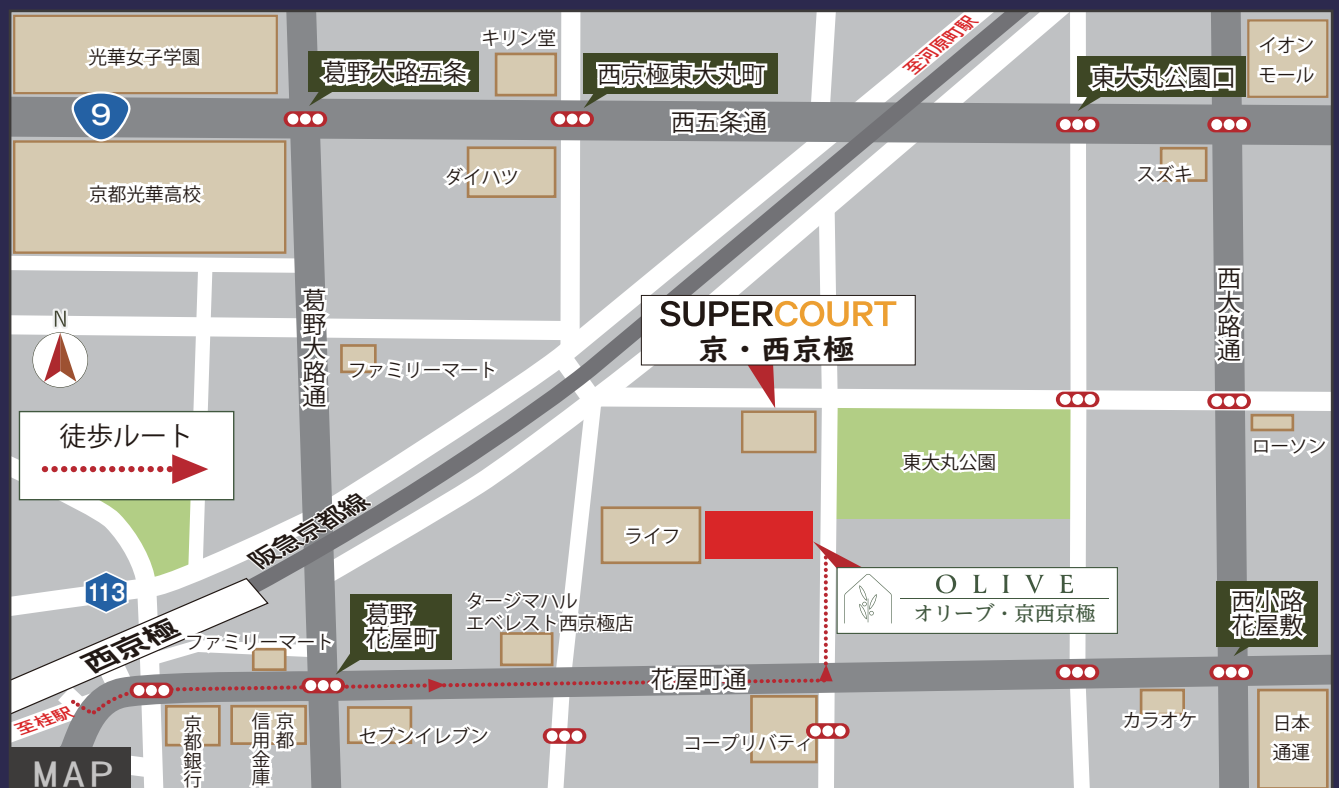 光華女子学園
キリン堂
至河原町駅
イオン
モール
葛野大路五条
西京極東大丸町
東大丸公園口
9
西五条通
京都光華高校
ダイハツ
スズキ
N
葛野大路通
西大路通
SUPERCOURT
京・西京極
ファミリーマート
徒歩ルート
東大丸公園
ローソン
阪急京都線
ライフ
113
OLIVE
オリーブ・京西京極
葛野
花屋町
タージマハル
エベレスト西京極店
西小路
花屋敷
西京極
ファミリーマート
花屋町通
至桂駅
京都銀行
京都
信用金庫
セブンイレブン
コープリバティ
カラオケ
日本
通運
MAP